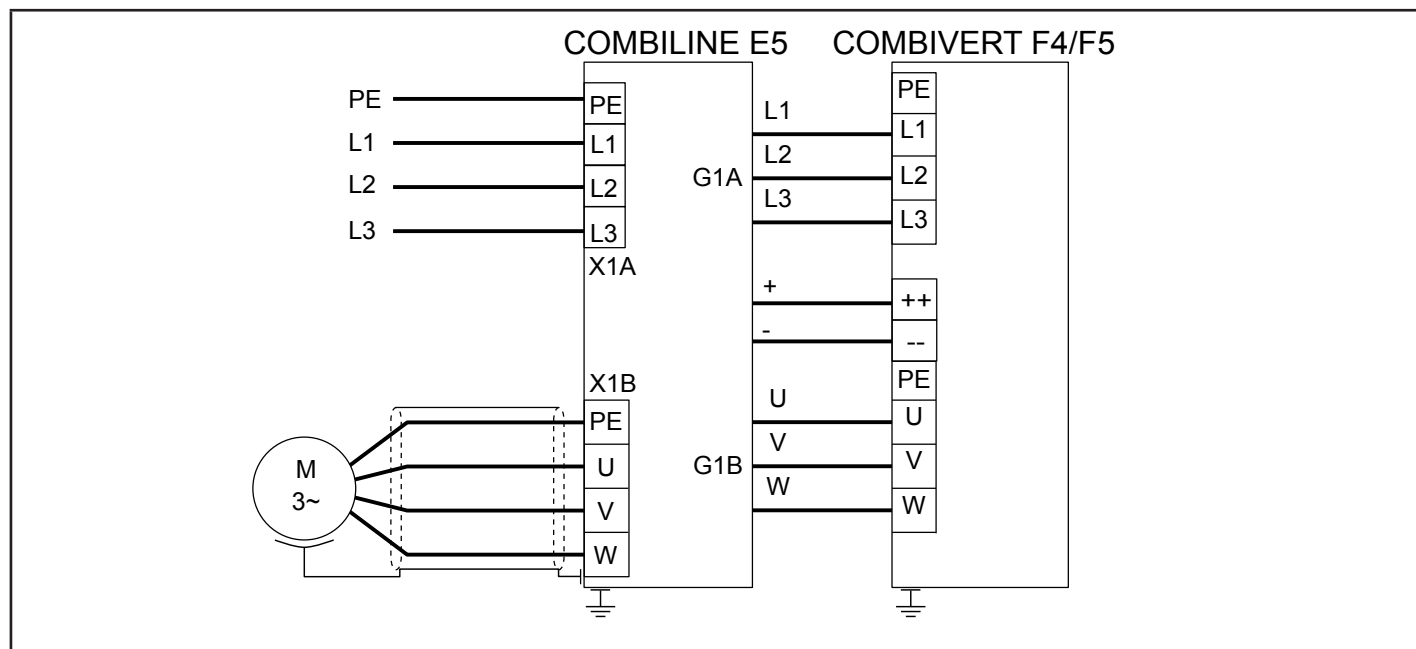 COMBILINE E5 COMBIVERT F4/F5
PE
L1
L2
L3
PE
L1
L2
L3
X1A
G1A
L1
L2
L3
PE
L1
L2
L3
+
-
++
--
PE
X1B
PE
U
V
W
G1B
U
V
W
U
V
W
M
3~